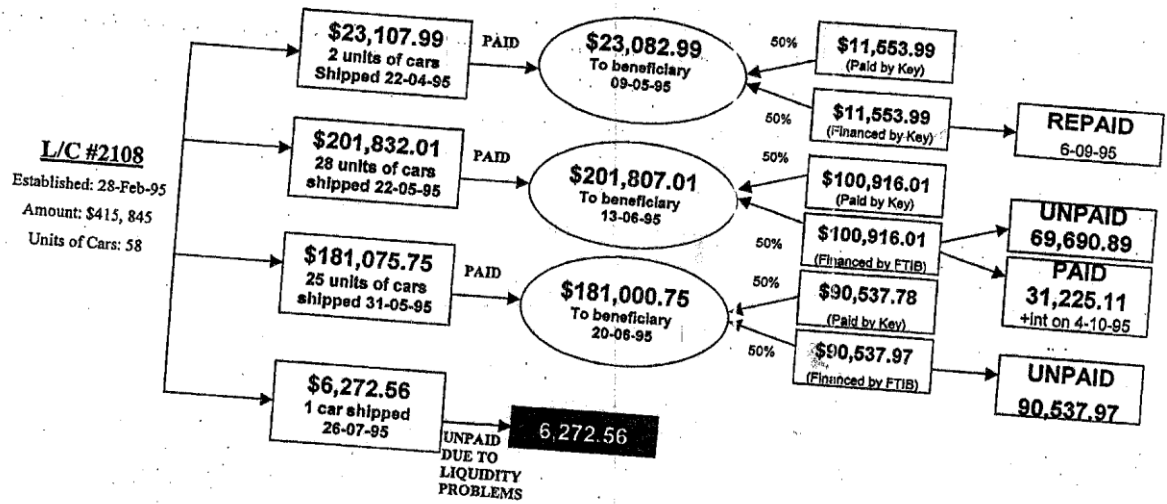 L/C #2108
Established: 28-Feb-95
Amount: $415, 845
Units of Cars: 58
$23,107.99
2 units of cars
Shipped 22-04-95
PAID
$23,082.99
To beneficiary
09-05-95
50%
$11,553.99
(Paid by Key)
50%
$11,553.99
(Financed by Key)
REPAID
6-09-95
$201,832.01
28 units of cars
shipped 22-05-95
PAID
$201,807.01
To beneficiary
13-06-95
50%
$100,916.01
(Paid by Key)
50%
$100,916.01
(Financed by FTIB)
UNPAID
69,690.89
PAID
31,225.11
+int on 4-10-95
$181,075.75
25 units of cars
shipped 31-05-95
PAID
$181,000.75
To beneficiary
20-06-95
50%
$90,537.78
(Paid by Key)
50%
$90,537.97
(Financed by FTIB)
UNPAID
90,537.97
$6,272.56
1 car shipped
26-07-95
UNPAID
DUE TO
LIQUIDITY
PROBLEMS
6,272.56